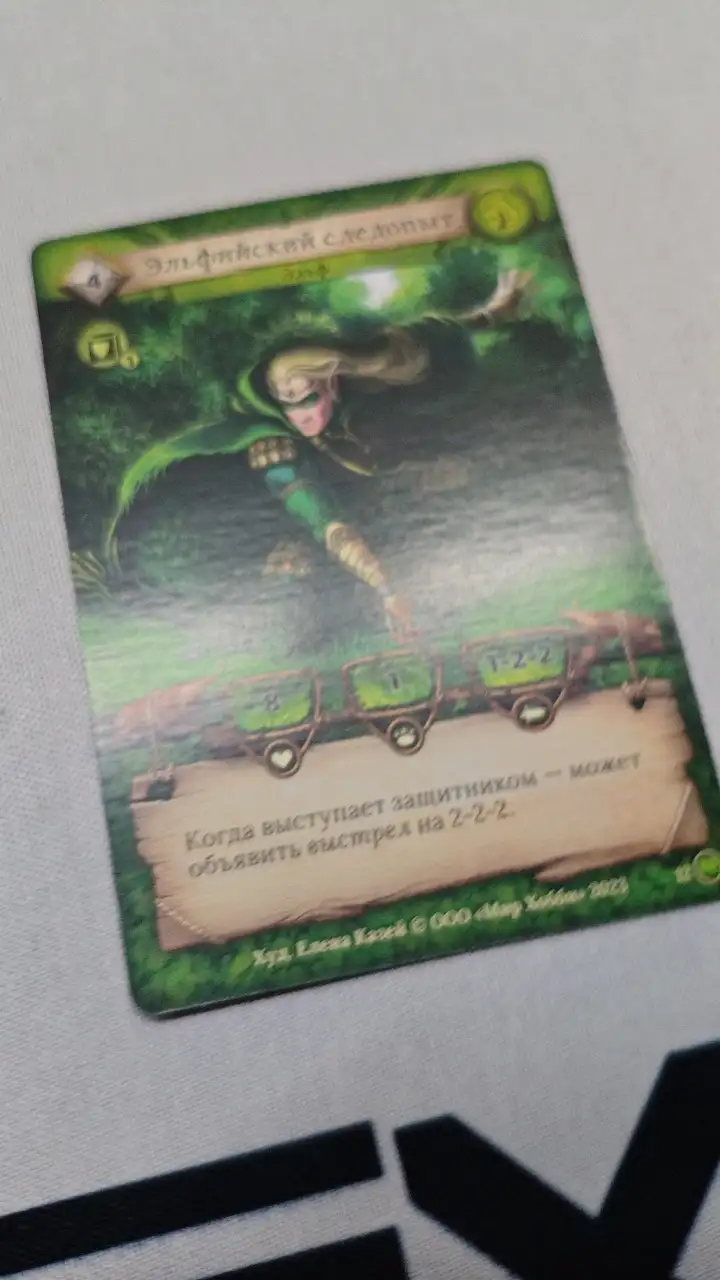 4 Эльфийский следопыт
Эльф
8 1 1-2-2
Когда выступает защитником — может
объявить выстрел на 2-2-2.
Худ. Елена Казей © ООО «Мир Хобби» 2023